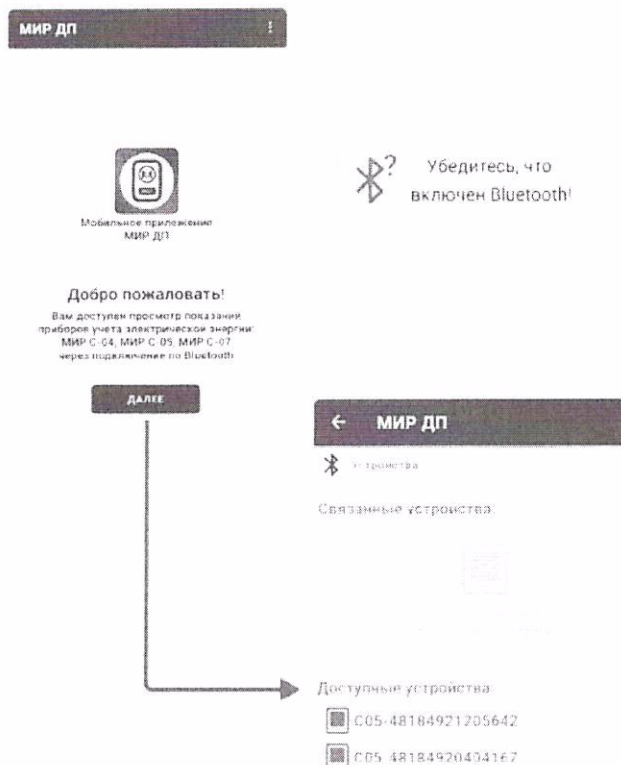 МИР ДП
Мобильное приложение
МИР ДП
Добро пожаловать!
Вам доступен просмотр показаний
приборов учета электрической энергии:
МИР С-04, МИР С-05, МИР С-07
через подключение по Bluetooth
ДАЛЕЕ
?
Убедитесь, что
включен Bluetooth!
МИР ДП
Устройства
Связанные устройства
Доступные устройства
C05-48184921205642
C05-48184920404167